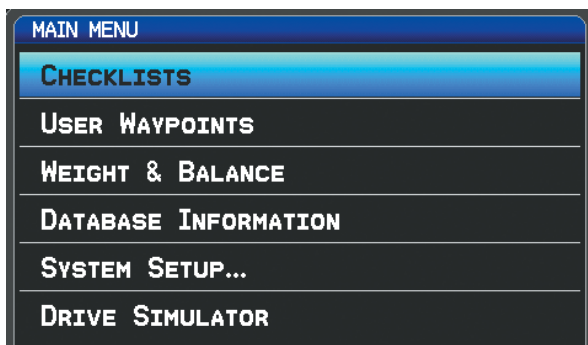 MAIN MENU
CHECKLISTS
USER WAYPOINTS
WEIGHT & BALANCE
DATABASE INFORMATION
SYSTEM SETUP...
DRIVE SIMULATOR